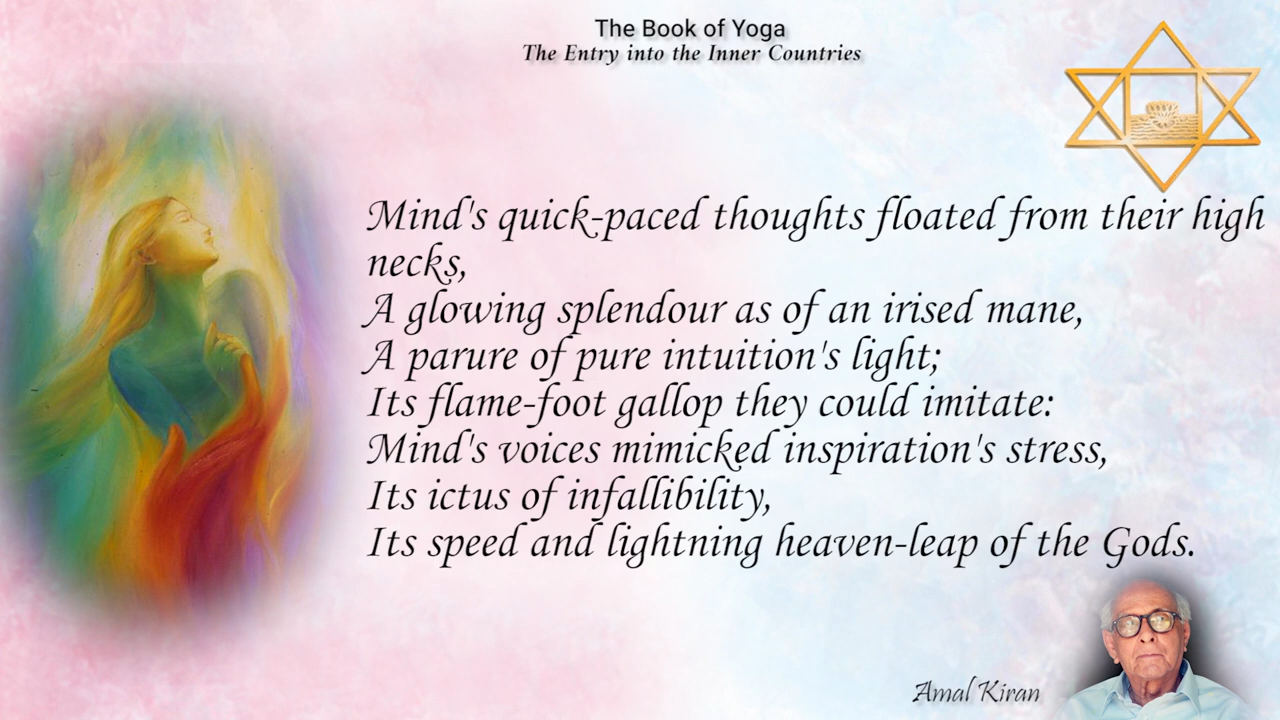 The Book of Yoga
The Entry into the Inner Countries
Mind's quick-paced thoughts floated from their high
necks,
A glowing splendour as of an irised mane,
A parure of pure intuition's light;
Its flame-foot gallop they could imitate:
Mind's voices mimicked inspiration's stress,
Its ictus of infallibility,
Its speed and lightning heaven-leap of the Gods.
Amal Kiran